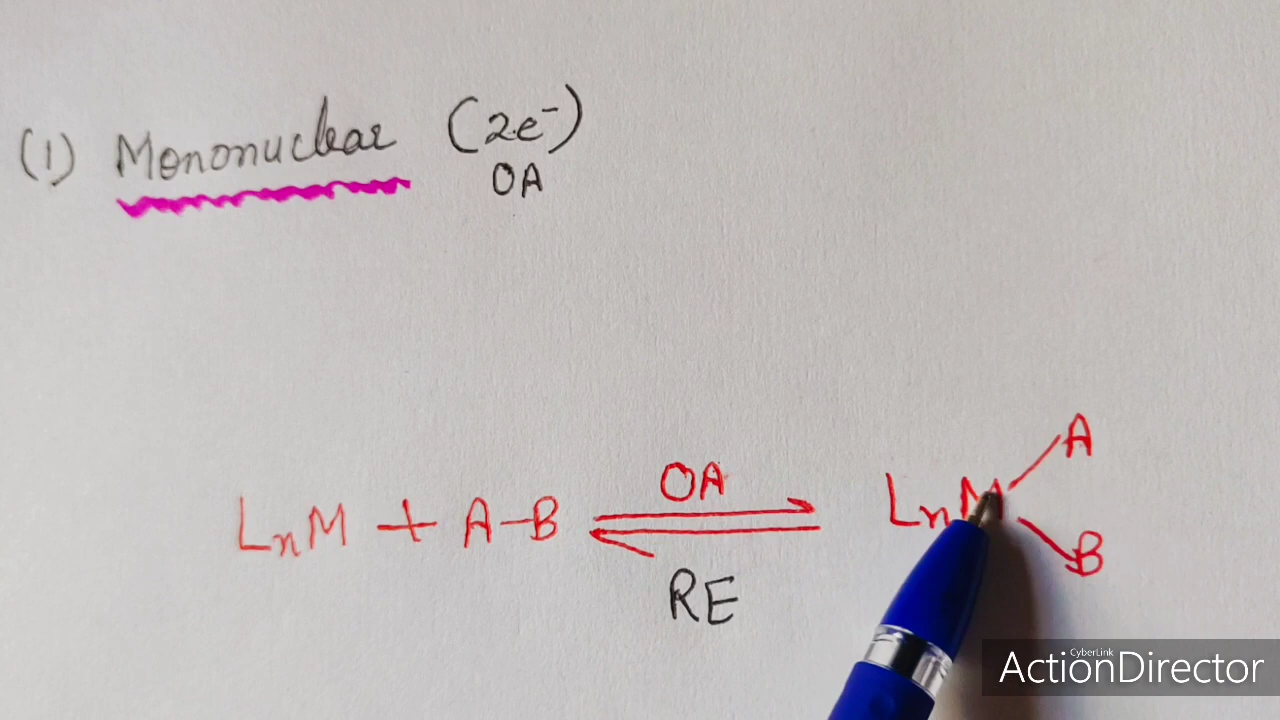 (1) Mononuclear (2e⁻)
OA
LnM + A-B ⇌ LnM
OA
RE
A
B
CyberLink
ActionDirector